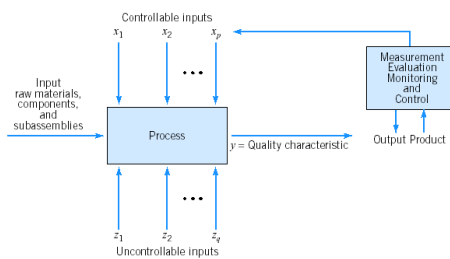 Controllable inputs
x1 x2 xp
Measurement
Evaluation
Monitoring
and
Control
Input
raw materials,
components,
and
subassemblies
Process
y = Quality characteristic
Output Product
z1 z2 zq
Uncontrollable inputs